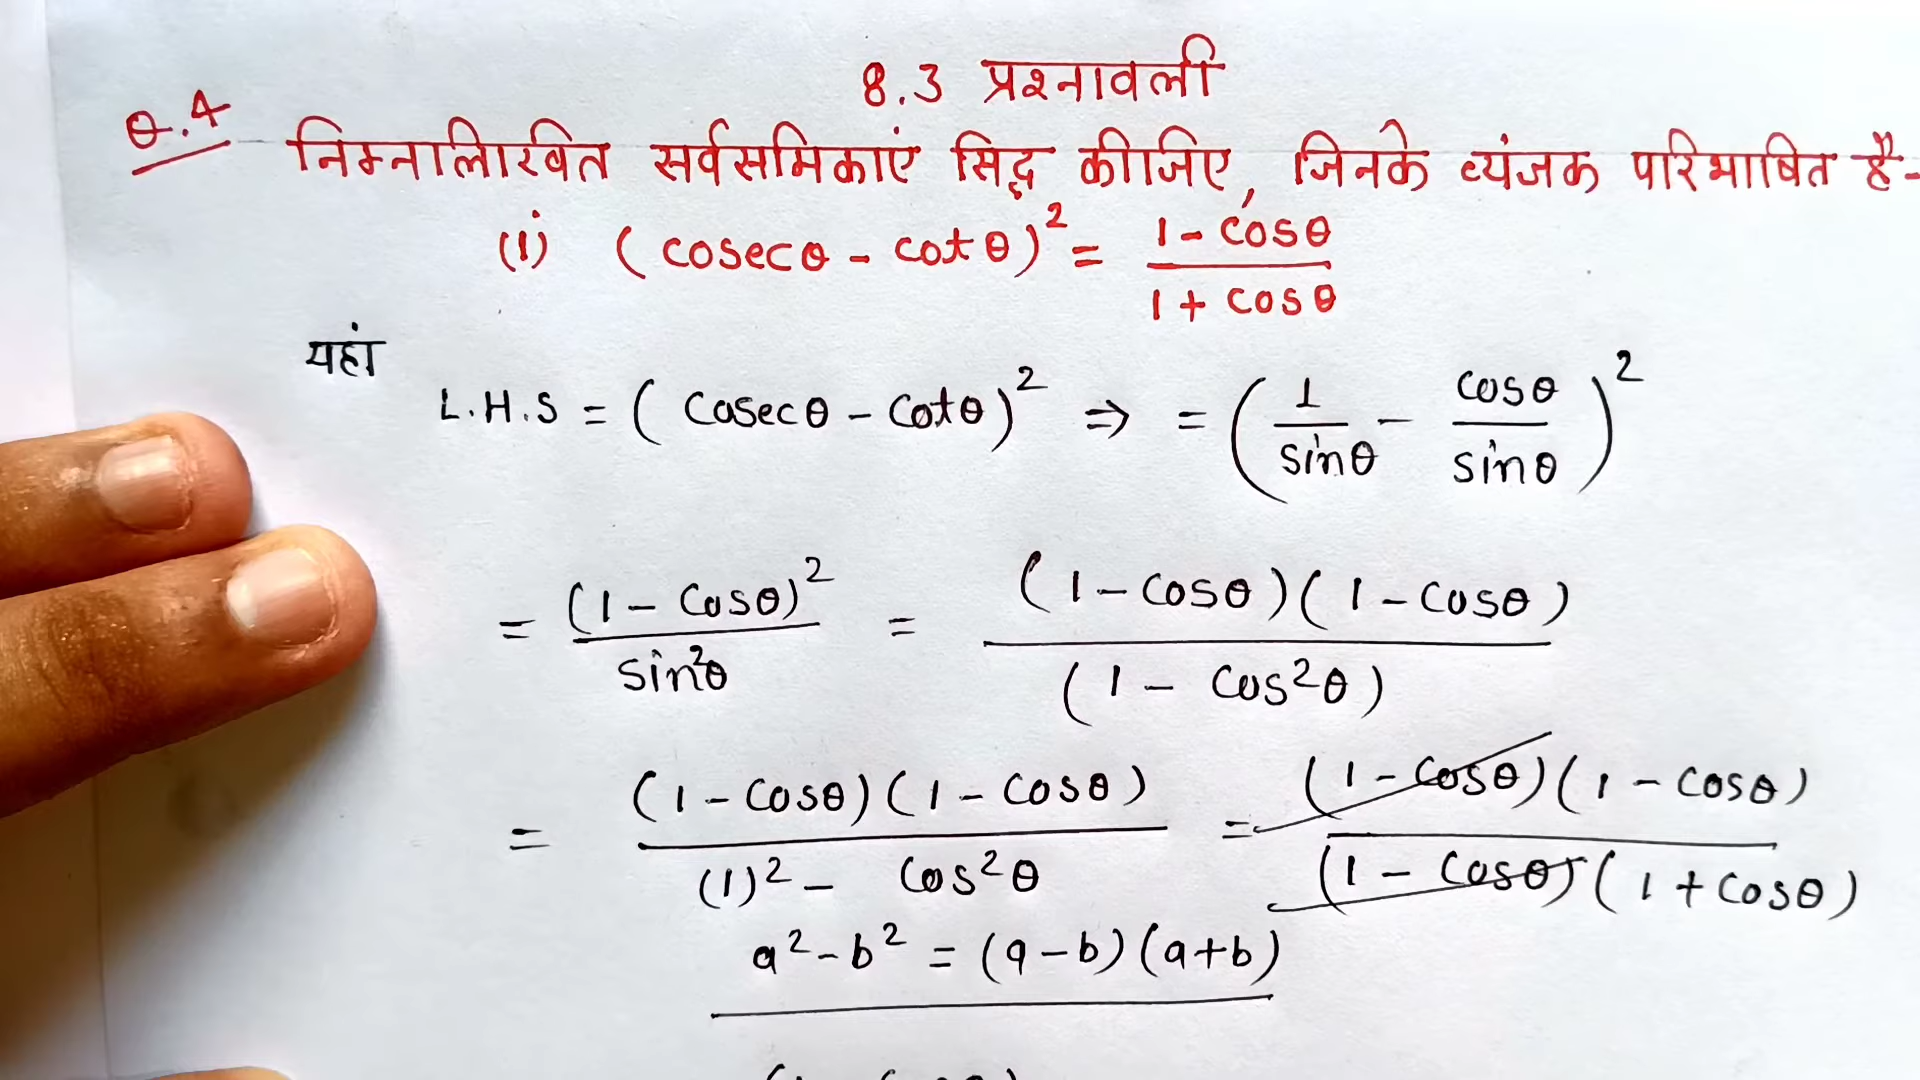 8.3 प्रश्नावली
Q.4 निम्नलिखित सर्वसमिकाएं सिद्ध कीजिए, जिनके व्यंजक परिभाषित है-
(i) (cosecθ - cotθ)² = (1 - cosθ)/(1 + cosθ)
यहां
L.H.S = (cosecθ - cotθ)² ⇒ = (1/sinθ - cosθ/sinθ)²
= (1 - cosθ)²/sin²θ = (1 - cosθ)(1 - cosθ)/(1 - cos²θ)
= (1 - cosθ)(1 - cosθ)/(1)² - cos²θ = (1 - cosθ)(1 - cosθ)/(1 - cosθ)(1 + cosθ)
a² - b² = (a - b)(a + b)